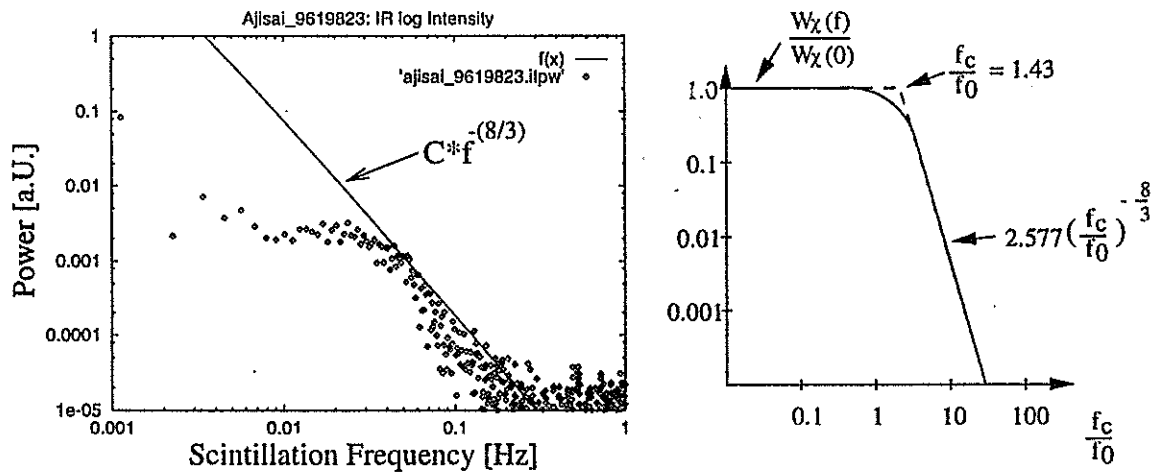 Ajisai_9619823: IR log Intensity
1
0.1
0.01
0.001
0.0001
1e-05
0.001
0.01
0.1
1
Power [a.U.]
Scintillation Frequency [Hz]
f(x)
'ajisai_9619823.ilpw'
C*f^-(8/3)
Wχ(f)
Wχ(0)
fc
f0
= 1.43
1.0
0.1
0.01
0.001
2.577(fc/f0)^-8/3
0.1
1
10
100
fc
f0